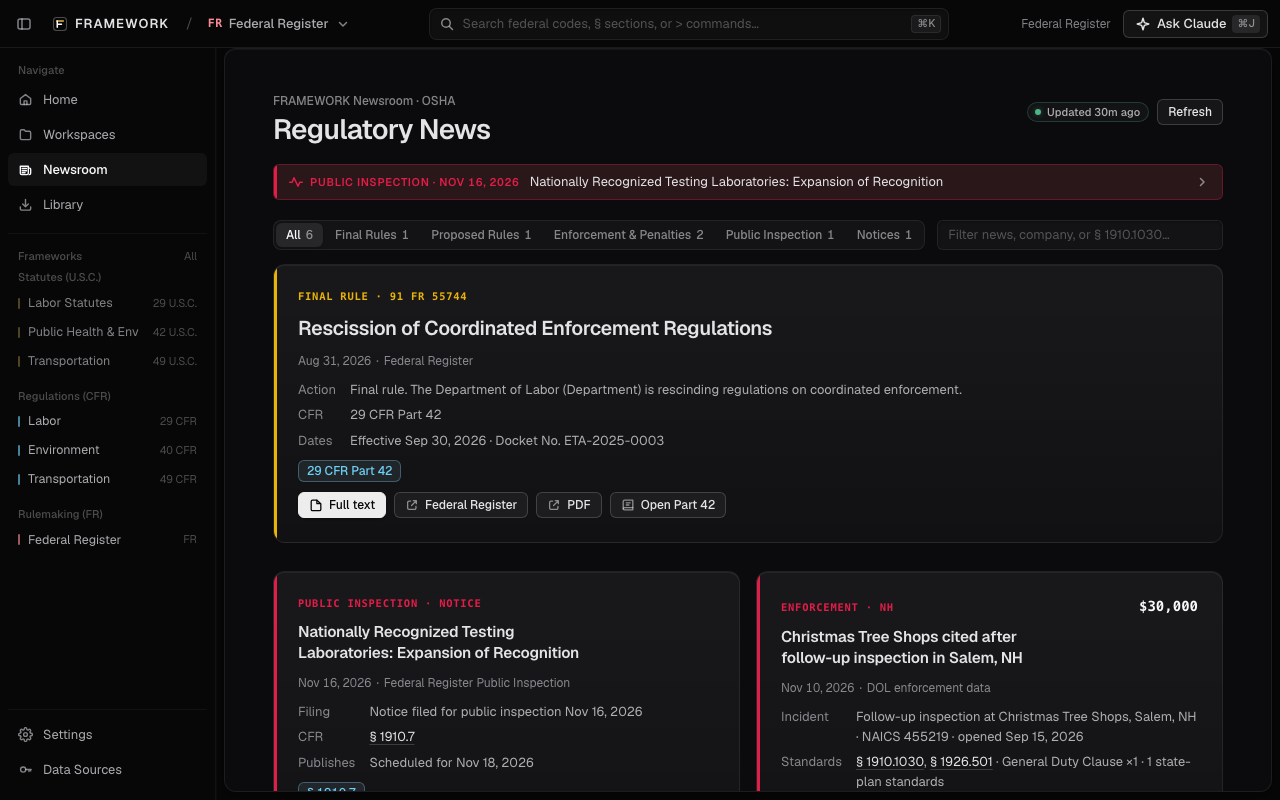 FRAMEWORK / FR Federal Register
Search federal codes, § sections, or > commands… ⌘K
Federal Register
Ask Claude ⌘J
Navigate
Home
Workspaces
Newsroom
Library
Frameworks All
Statutes (U.S.C.)
Labor Statutes 29 U.S.C.
Public Health & Env 42 U.S.C.
Transportation 49 U.S.C.
Regulations (CFR)
Labor 29 CFR
Environment 40 CFR
Transportation 49 CFR
Rulemaking (FR)
Federal Register FR
Settings
Data Sources
FRAMEWORK Newsroom · OSHA
Regulatory News
Updated 30m ago
Refresh
PUBLIC INSPECTION · NOV 16, 2026 Nationally Recognized Testing Laboratories: Expansion of Recognition
All 6 Final Rules 1 Proposed Rules 1 Enforcement & Penalties 2 Public Inspection 1 Notices 1
Filter news, company, or § 1910.1030…
FINAL RULE · 91 FR 55744
Rescission of Coordinated Enforcement Regulations
Aug 31, 2026 · Federal Register
Action Final rule. The Department of Labor (Department) is rescinding regulations on coordinated enforcement.
CFR 29 CFR Part 42
Dates Effective Sep 30, 2026 · Docket No. ETA-2025-0003
29 CFR Part 42
Full text Federal Register PDF Open Part 42
PUBLIC INSPECTION · NOTICE
Nationally Recognized Testing
Laboratories: Expansion of Recognition
Nov 16, 2026 · Federal Register Public Inspection
Filing Notice filed for public inspection Nov 16, 2026
CFR § 1910.7
Publishes Scheduled for Nov 18, 2026
§ 1910.7
ENFORCEMENT · NH $30,000
Christmas Tree Shops cited after
follow-up inspection in Salem, NH
Nov 10, 2026 · DOL enforcement data
Incident Follow-up inspection at Christmas Tree Shops, Salem, NH
· NAICS 455219 · opened Sep 15, 2026
Standards § 1910.1030, § 1926.501 · General Duty Clause ×1 · 1 state-
plan standards